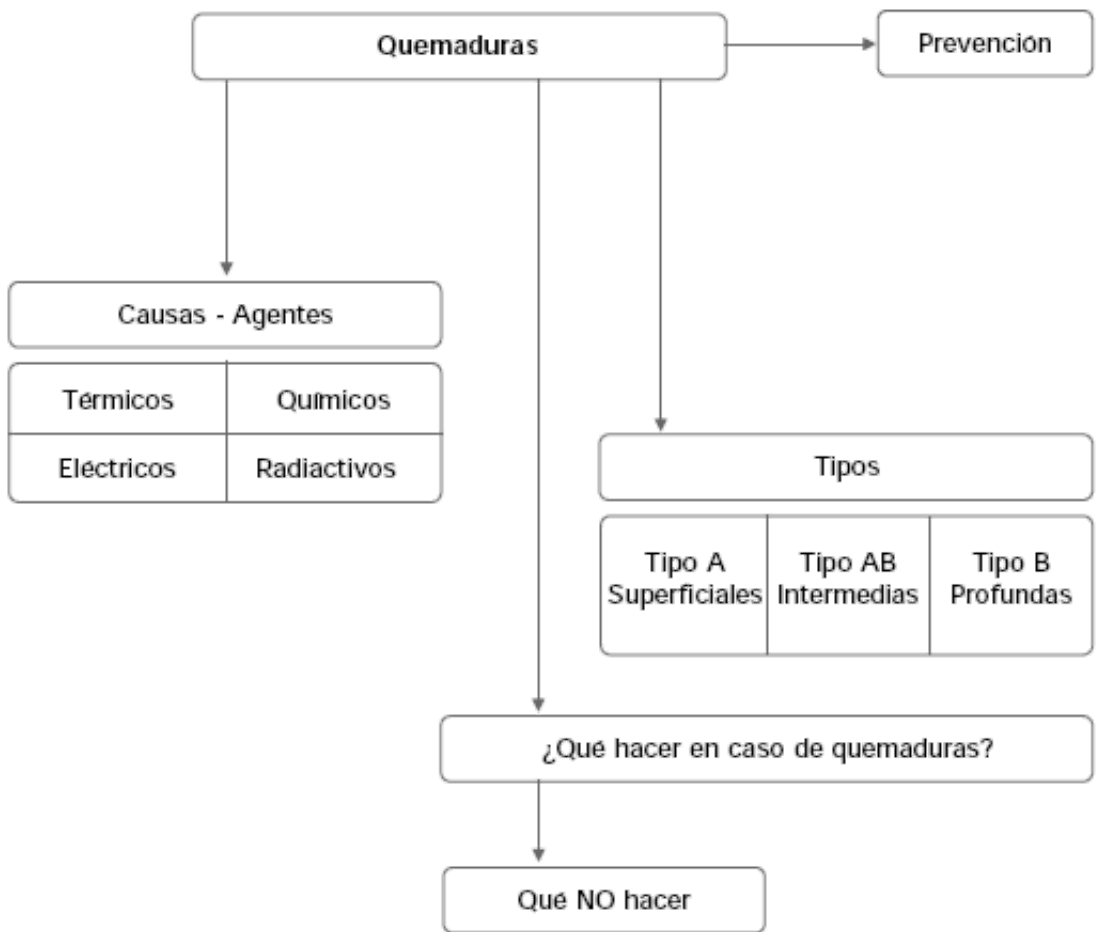 Quemaduras
Prevención
Causas - Agentes
Térmicos
Químicos
Eléctricos
Radiactivos
Tipos
Tipo A
Superficiales
Tipo AB
Intermedias
Tipo B
Profundas
¿Qué hacer en caso de quemaduras?
Qué NO hacer